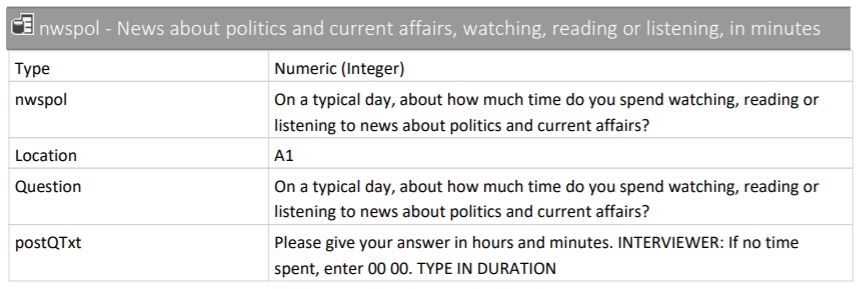 nwspol - News about politics and current affairs, watching, reading or listening, in minutes
Type Numeric (Integer)
nwspol On a typical day, about how much time do you spend watching, reading or
listening to news about politics and current affairs?
Location A1
Question On a typical day, about how much time do you spend watching, reading or
listening to news about politics and current affairs?
postQTxt Please give your answer in hours and minutes. INTERVIEWER: If no time
spent, enter 00 00. TYPE IN DURATION